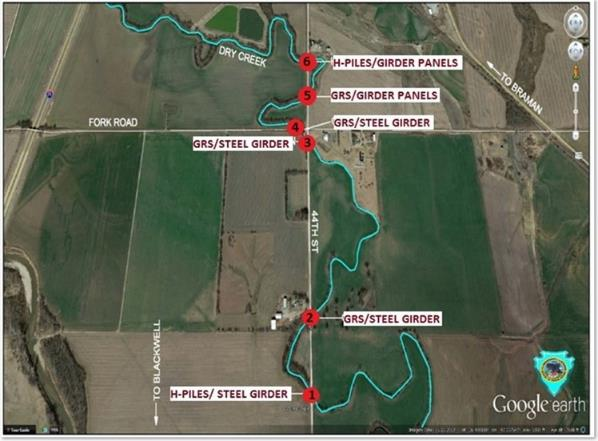 6
H-PILES/GIRDER PANELS
DRY CREEK
TO BRAMAN
5
GRS/GIRDER PANELS
FORK ROAD
4
GRS/STEEL GIRDER
GRS/STEEL GIRDER
3
44TH ST
2
GRS/STEEL GIRDER
TO BLACKWELL
H-PILES/ STEEL GIRDER
1
Google earth